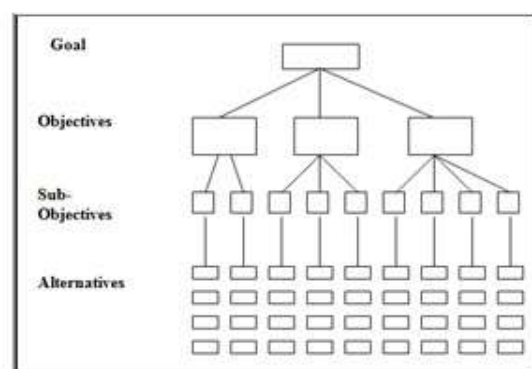 Goal
Objectives
Sub-
Objectives
Alternatives